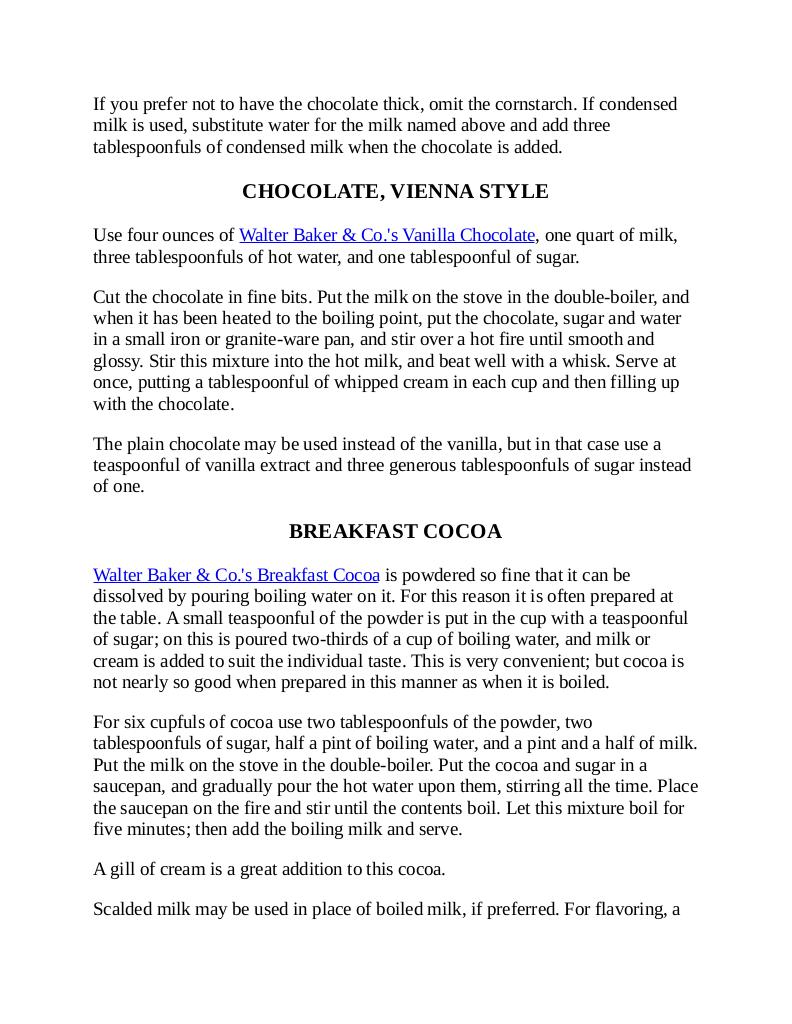 If you prefer not to have the chocolate thick, omit the cornstarch. If condensed
milk is used, substitute water for the milk named above and add three
tablespoonfuls of condensed milk when the chocolate is added.
CHOCOLATE, VIENNA STYLE
Use four ounces of Walter Baker & Co.'s Vanilla Chocolate, one quart of milk,
three tablespoonfuls of hot water, and one tablespoonful of sugar.
Cut the chocolate in fine bits. Put the milk on the stove in the double-boiler, and
when it has been heated to the boiling point, put the chocolate, sugar and water
in a small iron or granite-ware pan, and stir over a hot fire until smooth and
glossy. Stir this mixture into the hot milk, and beat well with a whisk. Serve at
once, putting a tablespoonful of whipped cream in each cup and then filling up
with the chocolate.
The plain chocolate may be used instead of the vanilla, but in that case use a
teaspoonful of vanilla extract and three generous tablespoonfuls of sugar instead
of one.
BREAKFAST COCOA
Walter Baker & Co.'s Breakfast Cocoa is powdered so fine that it can be
dissolved by pouring boiling water on it. For this reason it is often prepared at
the table. A small teaspoonful of the powder is put in the cup with a teaspoonful
of sugar; on this is poured two-thirds of a cup of boiling water, and milk or
cream is added to suit the individual taste. This is very convenient; but cocoa is
not nearly so good when prepared in this manner as when it is boiled.
For six cupfuls of cocoa use two tablespoonfuls of the powder, two
tablespoonfuls of sugar, half a pint of boiling water, and a pint and a half of milk.
Put the milk on the stove in the double-boiler. Put the cocoa and sugar in a
saucepan, and gradually pour the hot water upon them, stirring all the time. Place
the saucepan on the fire and stir until the contents boil. Let this mixture boil for
five minutes; then add the boiling milk and serve.
A gill of cream is a great addition to this cocoa.
Scalded milk may be used in place of boiled milk, if preferred. For flavoring, a